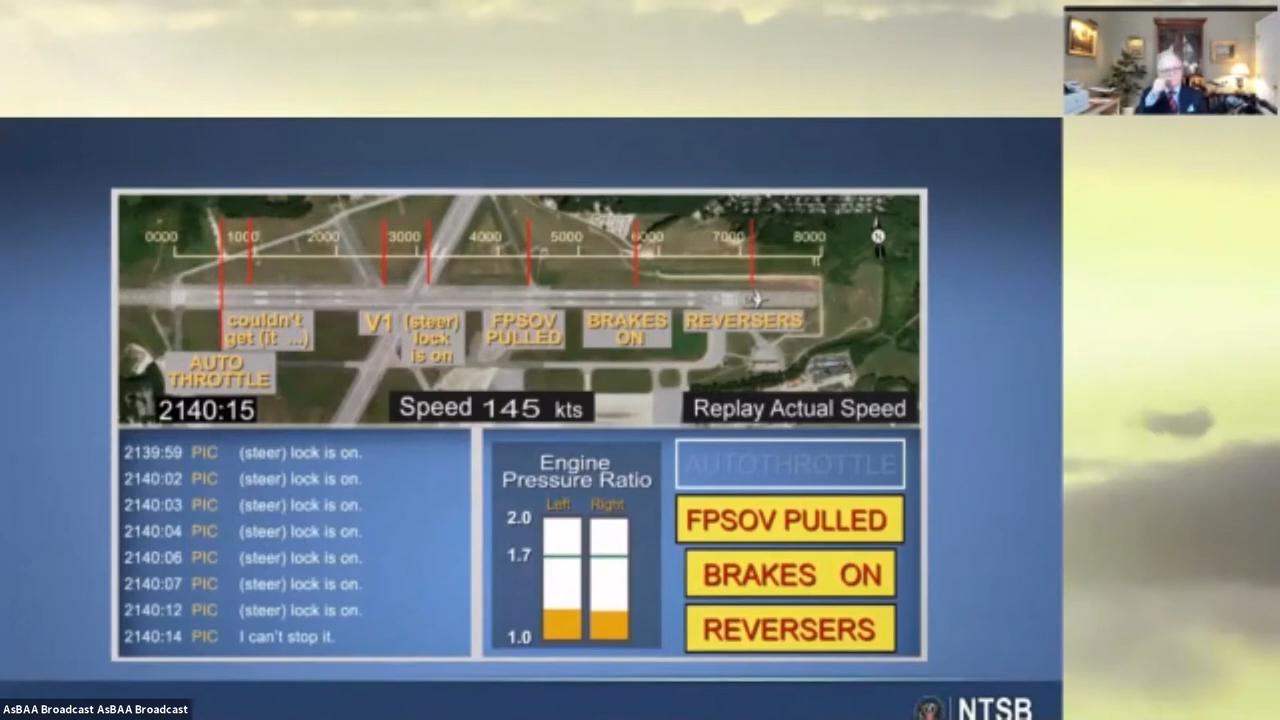 0000 1000 2000 3000 4000 5000 6000 7000 8000
N
couldn't
get (it ...)
V1
(steer)
lock
is on
FPSOV
PULLED
BRAKES
ON
REVERSERS
AUTO
THROTTLE
2140:15
Speed 145 kts
Replay Actual Speed
2139:59 PIC (steer) lock is on.
2140:02 PIC (steer) lock is on.
2140:03 PIC (steer) lock is on.
2140:04 PIC (steer) lock is on.
2140:06 PIC (steer) lock is on.
2140:07 PIC (steer) lock is on.
2140:12 PIC (steer) lock is on.
2140:14 PIC I can't stop it.
Engine
Pressure Ratio
Left Right
2.0
1.7
1.0
AUTOTHROTTLE
FPSOV PULLED
BRAKES ON
REVERSERS
AsBAA Broadcast AsBAA Broadcast
NTSB